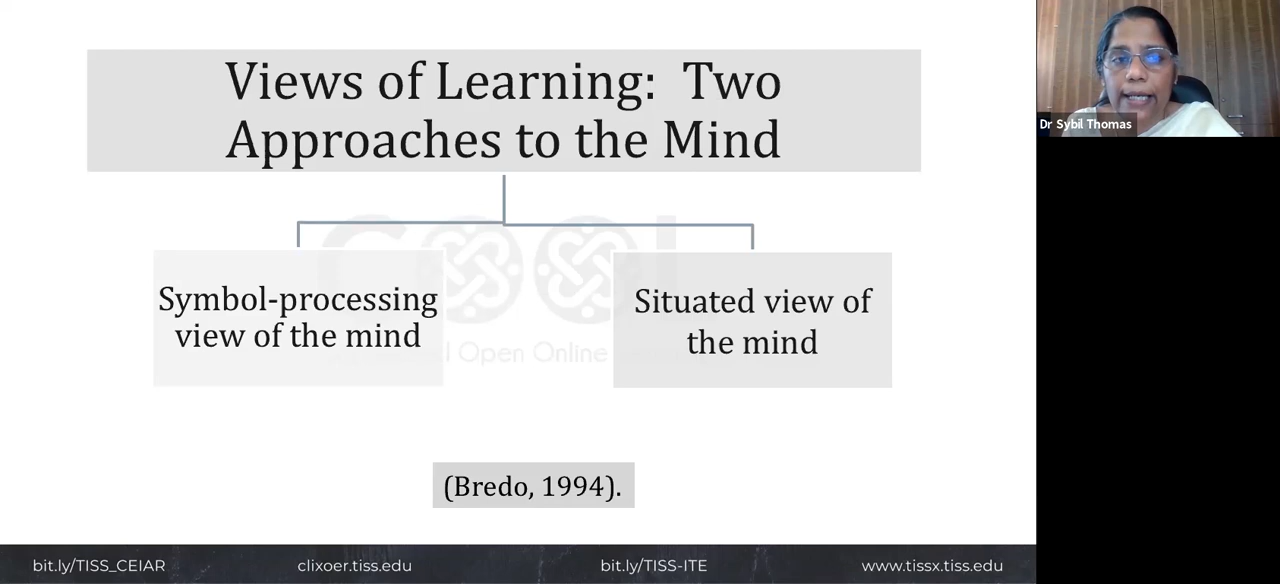 Views of Learning:  Two
Approaches to the Mind
Symbol-processing
view of the mind
Situated view of
the mind
Open Online
(Bredo, 1994).
bit.ly/TISS_CEIAR
clixoer.tiss.edu
bit.ly/TISS-ITE
www.tissx.tiss.edu
Dr Sybil Thomas